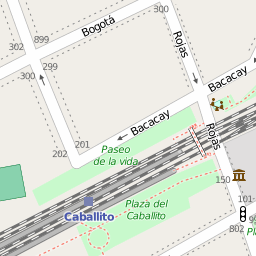 300
Bogotá
899
302
299
Rojas
Bacacay
Bacacay
201
202
Paseo
de la vida
Rojas
150
Caballito
Plaza del
Caballito
101
802